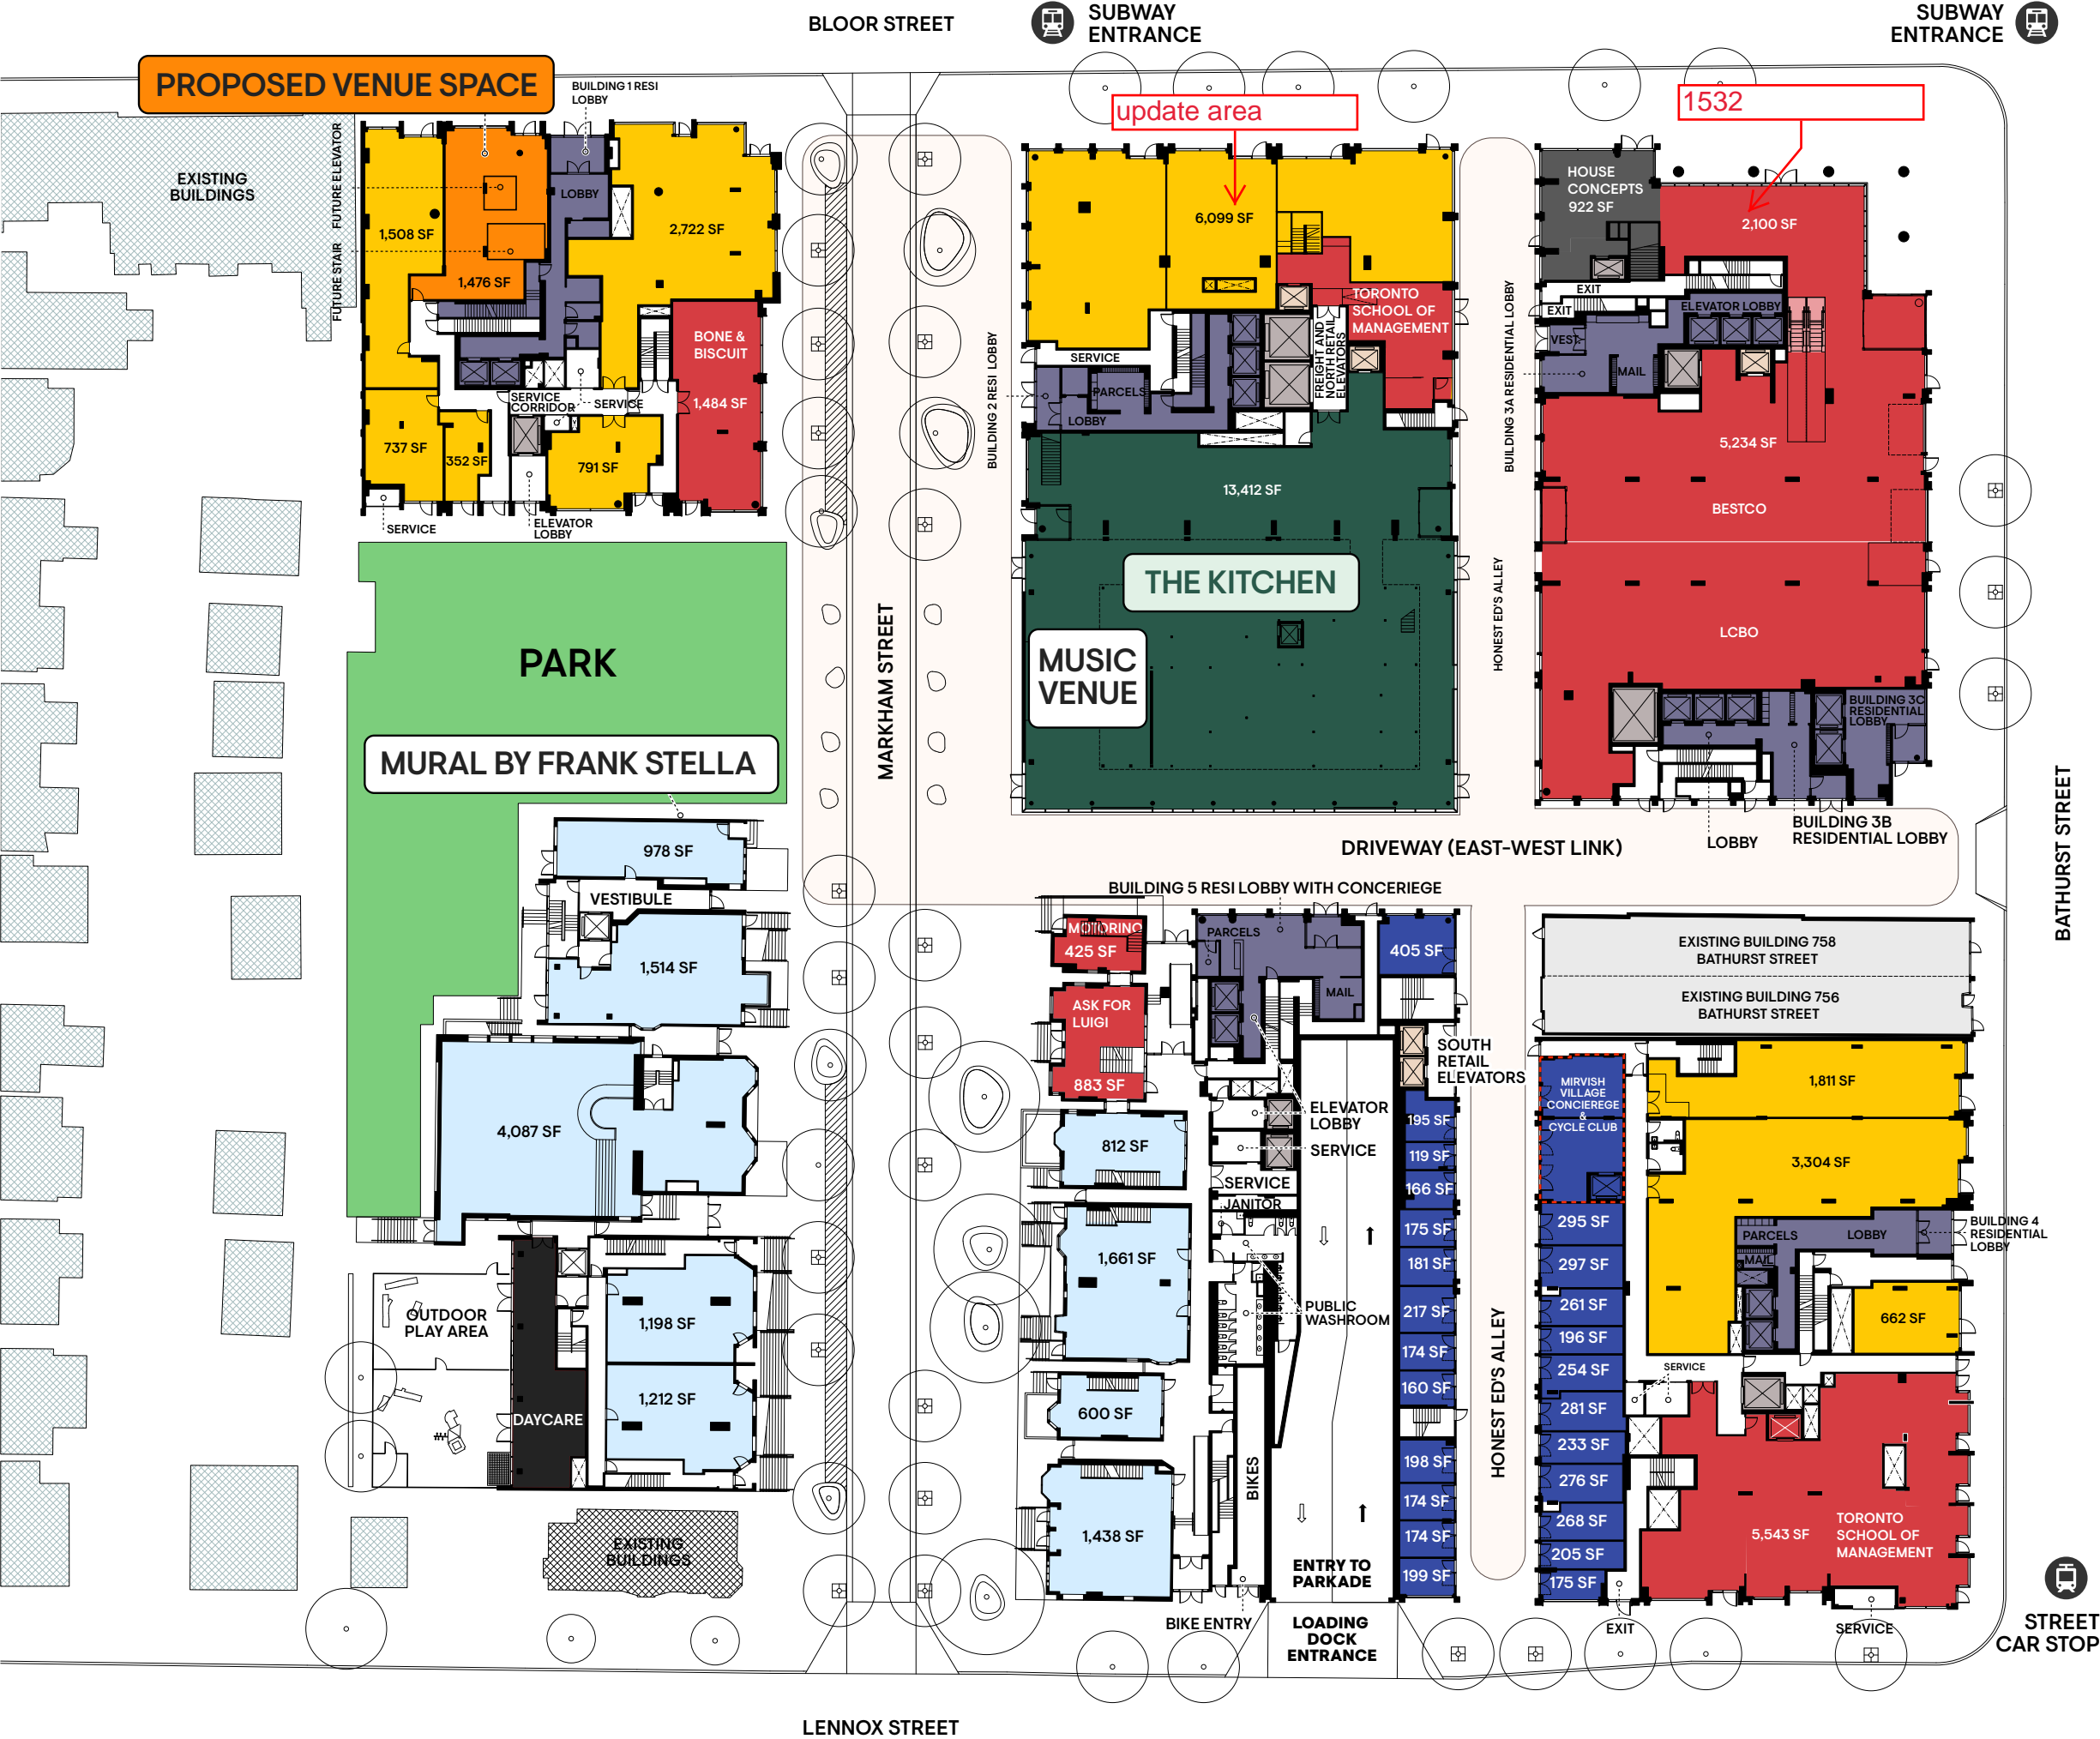 BLOOR STREET
SUBWAY
ENTRANCE
SUBWAY
ENTRANCE
PROPOSED VENUE SPACE
BUILDING 1 RESI
LOBBY
update area
1532
EXISTING
BUILDINGS
FUTURE ELEVATOR
FUTURE STAIR
1,508 SF
1,476 SF
LOBBY
2,722 SF
BONE &
BISCUIT
1,484 SF
SERVICE
CORRIDOR
SERVICE
737 SF
352 SF
791 SF
SERVICE
ELEVATOR
LOBBY
6,099 SF
TORONTO
SCHOOL OF
MANAGEMENT
FREIGHT AND
NORTH RETAIL
ELEVATORS
SERVICE
PARCELS
LOBBY
BUILDING 2 RESI LOBBY
13,412 SF
THE KITCHEN
MUSIC
VENUE
HOUSE
CONCEPTS
922 SF
2,100 SF
EXIT
EXIT
ELEVATOR LOBBY
VEST.
MAIL
BUILDING 3A RESIDENTIAL LOBBY
5,234 SF
BESTCO
LCBO
HONEST ED'S ALLEY
BUILDING 3C
RESIDENTIAL
LOBBY
LOBBY
BUILDING 3B
RESIDENTIAL LOBBY
PARK
MURAL BY FRANK STELLA
MARKHAM STREET
BATHURST STREET
DRIVEWAY (EAST-WEST LINK)
978 SF
VESTIBULE
1,514 SF
4,087 SF
OUTDOOR
PLAY AREA
DAYCARE
1,198 SF
1,212 SF
EXISTING
BUILDINGS
BUILDING 5 RESI LOBBY WITH CONCERIEGE
MOTORINO
425 SF
PARCELS
MAIL
405 SF
ASK FOR
LUIGI
883 SF
SOUTH
RETAIL
ELEVATORS
ELEVATOR
LOBBY
SERVICE
SERVICE
JANITOR
812 SF
1,661 SF
PUBLIC
WASHROOM
600 SF
1,438 SF
BIKES
BIKE ENTRY
ENTRY TO
PARKADE
LOADING
DOCK
ENTRANCE
195 SF
119 SF
166 SF
175 SF
181 SF
217 SF
174 SF
160 SF
198 SF
174 SF
174 SF
199 SF
HONEST ED'S ALLEY
EXISTING BUILDING 758
BATHURST STREET
EXISTING BUILDING 756
BATHURST STREET
MIRVISH
VILLAGE
CONCIEREGE
&
CYCLE CLUB
295 SF
297 SF
261 SF
196 SF
254 SF
281 SF
233 SF
276 SF
268 SF
205 SF
175 SF
1,811 SF
3,304 SF
PARCELS
LOBBY
MAIL
BUILDING 4
RESIDENTIAL
LOBBY
662 SF
SERVICE
5,543 SF
TORONTO
SCHOOL OF
MANAGEMENT
EXIT
SERVICE
STREET
CAR STOP
LENNOX STREET